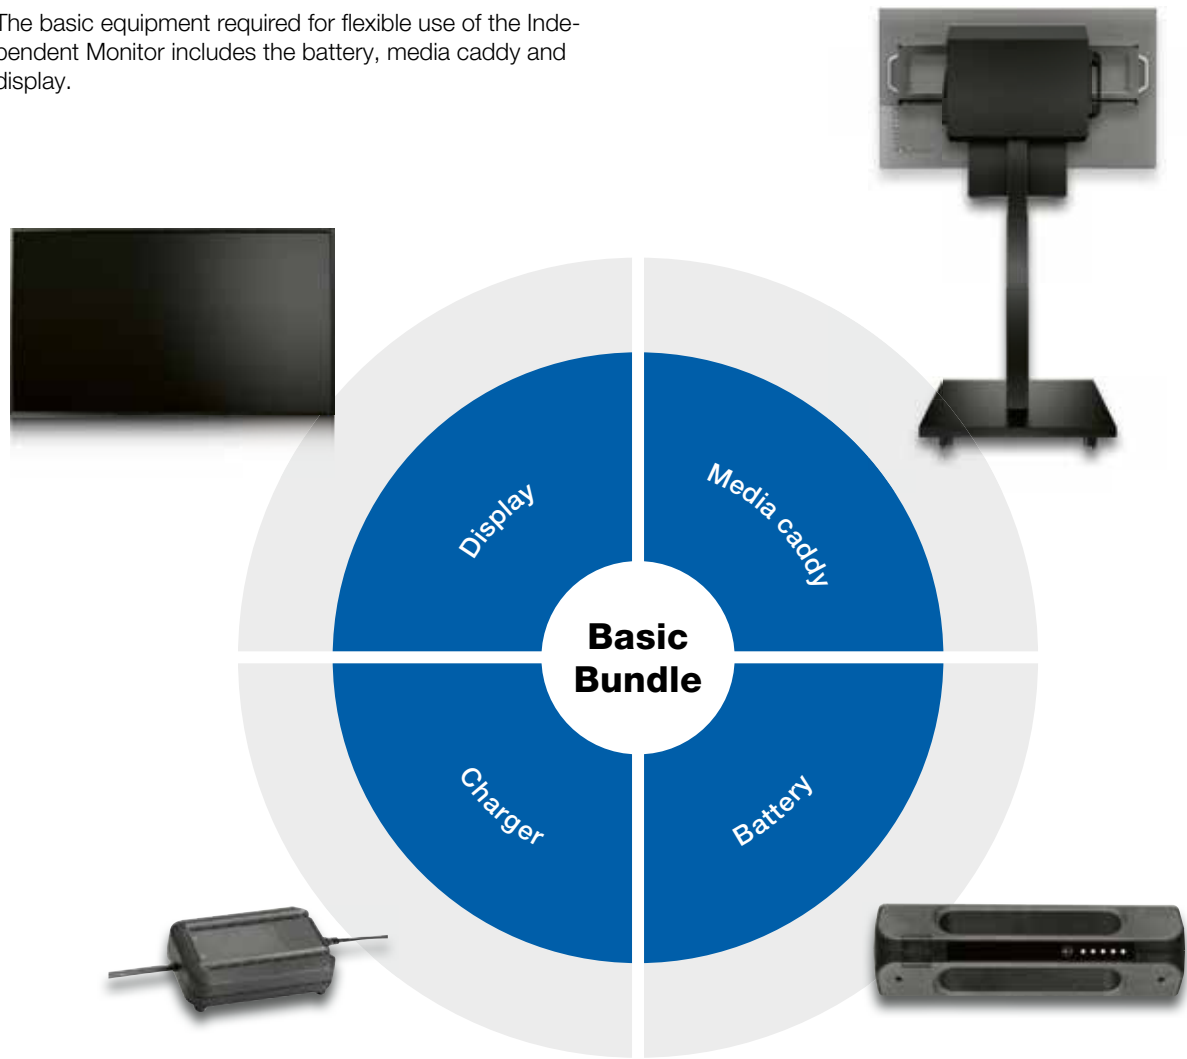 The basic equipment required for flexible use of the Inde-
pendent Monitor includes the battery, media caddy and
display.
Display
Media caddy
Basic
Bundle
Charger
Battery